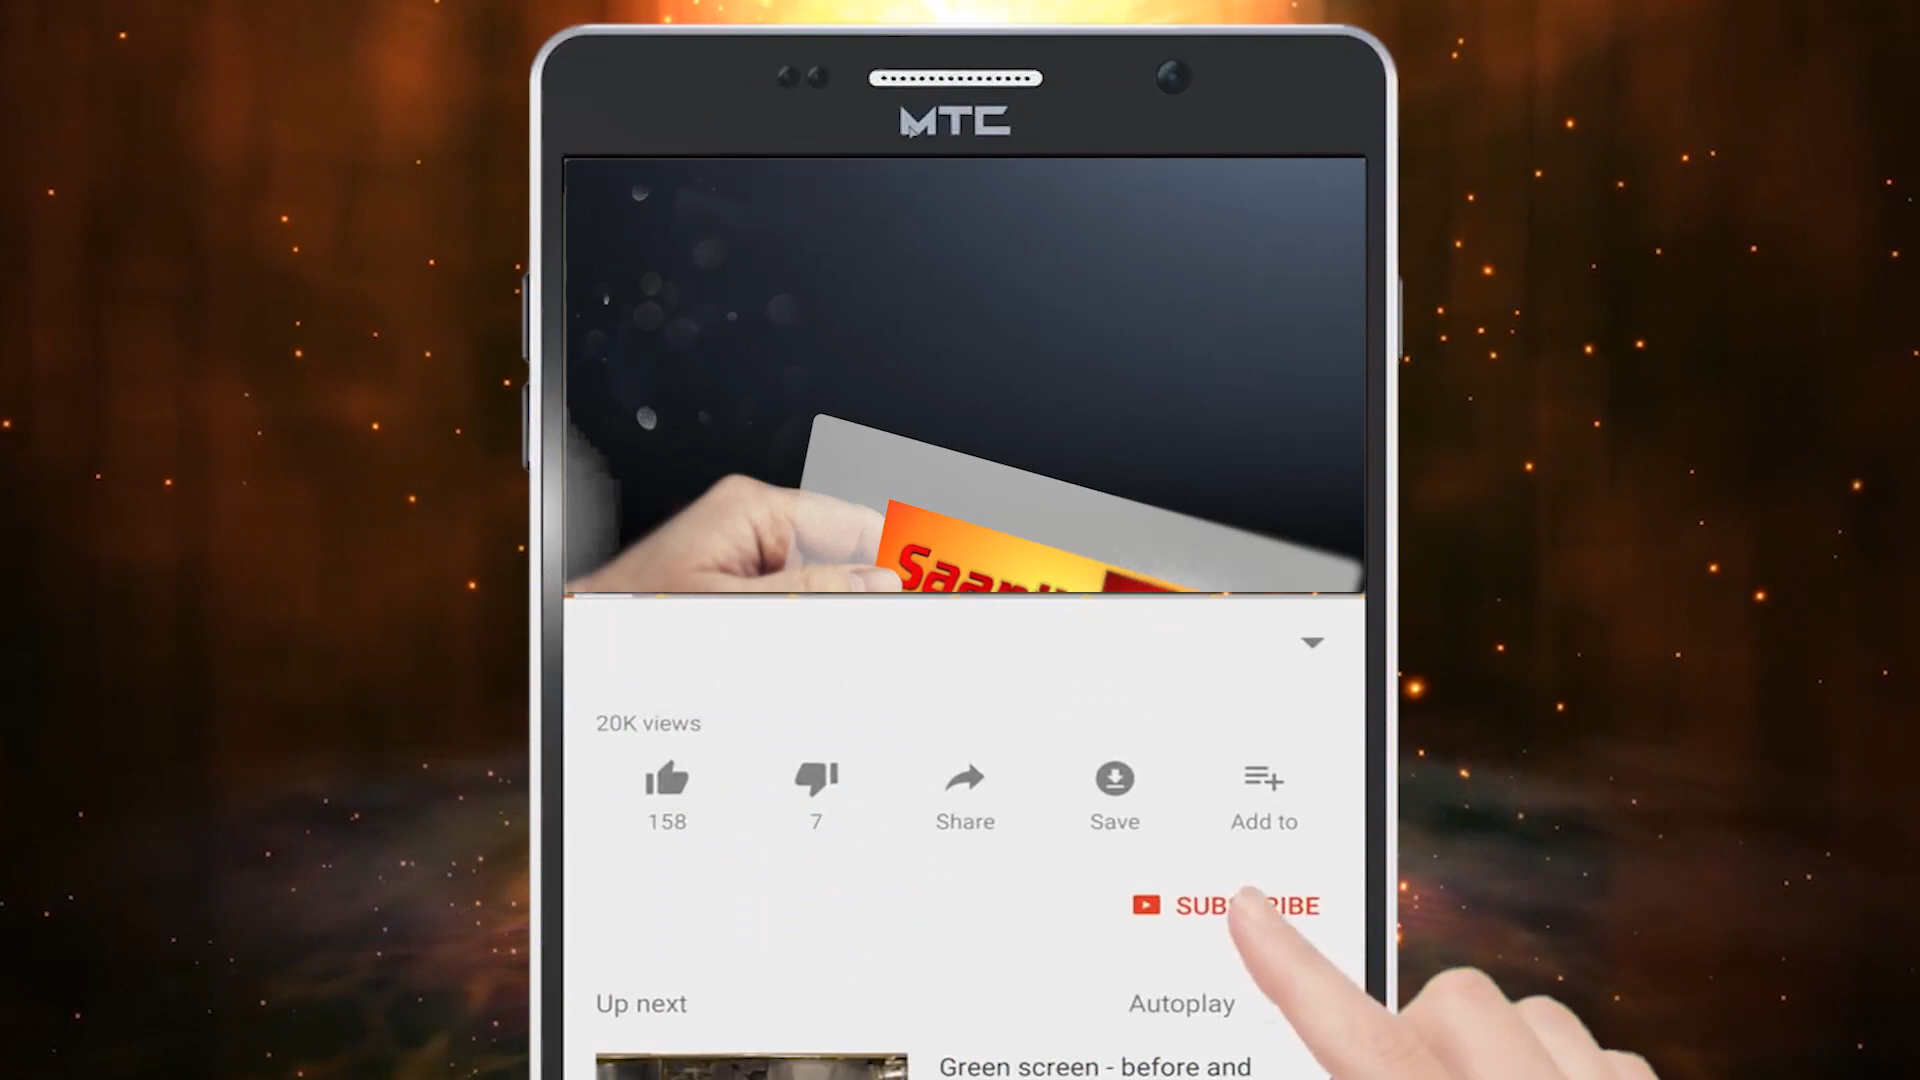 MTC
20K views
158
7
Share
Save
Add to
Up next
Autoplay
Green screen - before and